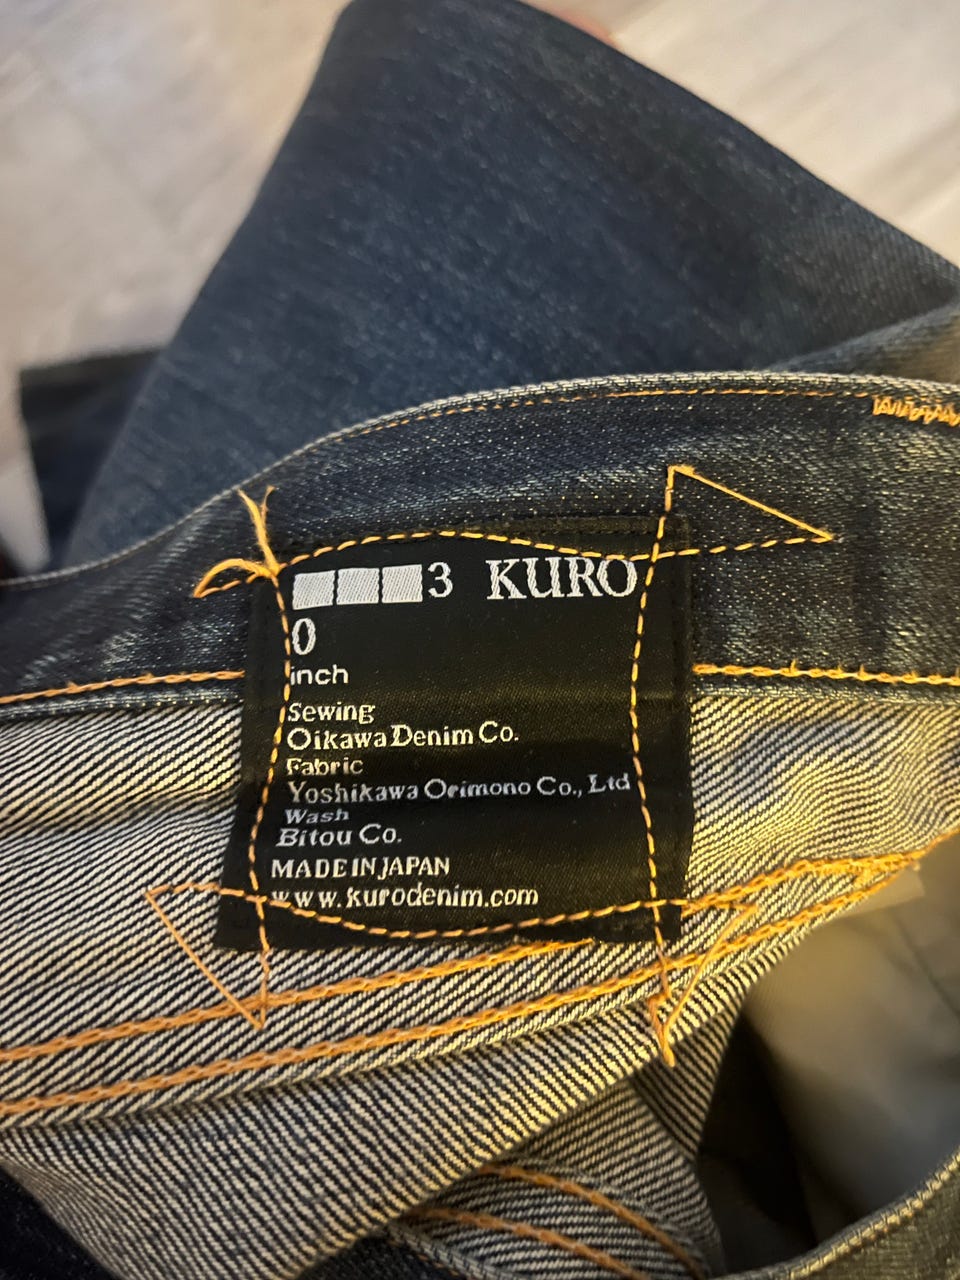 3 KURO
0
inch
Sewing
Oikawa Denim Co.
Fabric
Yoshikawa Orimono Co., Ltd
Wash
Bitou Co.
MADE IN JAPAN
www.kurodenim.com